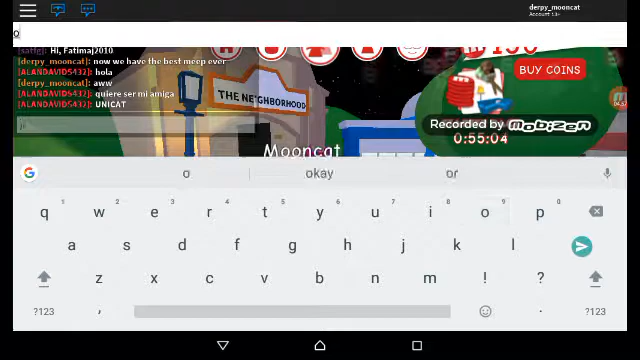 derpy_mooncat
Account: 13+
o
Hi, Fatimaj2010
[derpy_mooncat]: now we have the best meep ever
[ALANDAVID5432]: hola
[derpy_mooncat]: aww
[ALANDAVID5432]: quiere ser mi amiga
[ALANDAVID5432]: UNICAT
THE NEIGHBORHOOD
Mooncat
BUY COINS
Recorded by mobizen
0:55:04
G
o okay or
q 1 w 2 e 3 r 4 t 5 y 6 u 7 i 8 o 9 p 0
a s d f g h j k l
z x c v b n m ! ?
?123 , . ?123